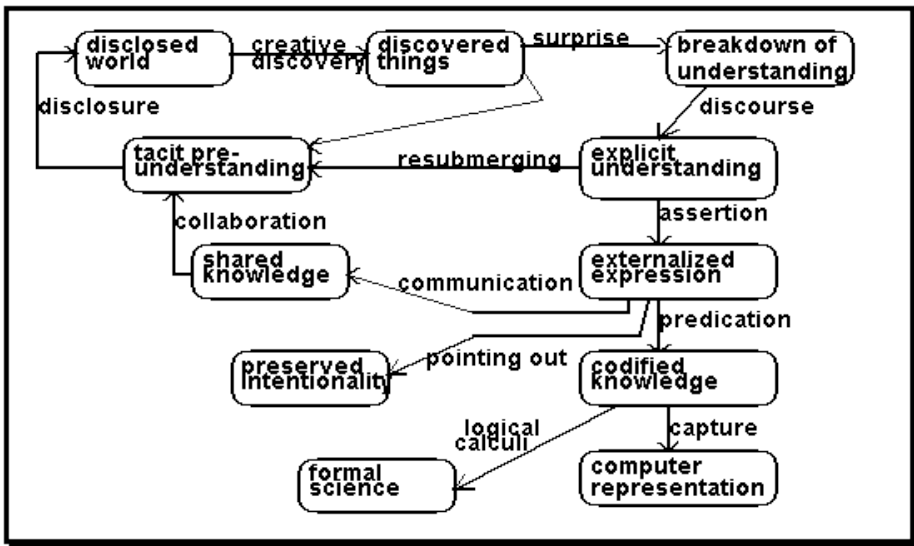 disclosed
world
creative
discovery
discovered
things
surprise
breakdown of
understanding
disclosure
discourse
tacit pre-
understanding
resubmerging
explicit
understanding
collaboration
assertion
shared
knowledge
communication
externalized
expression
predication
preserved
intentionality
pointing out
codified
knowledge
logical
calculi
capture
formal
science
computer
representation